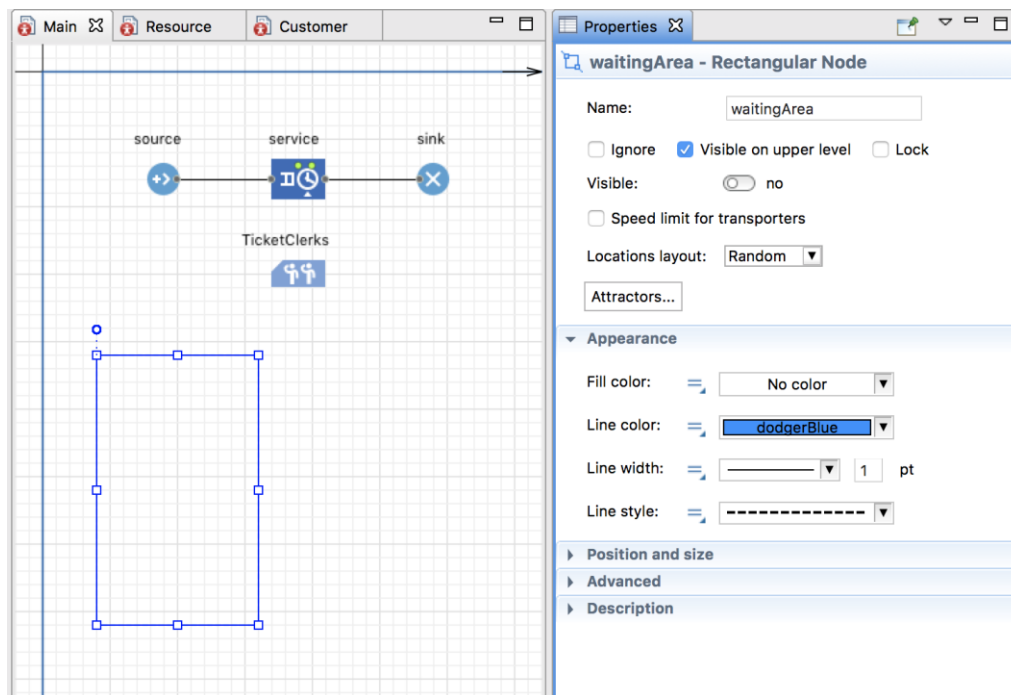 Main
Resource
Customer
source
service
sink
TicketClerks
Properties
waitingArea - Rectangular Node
Name:
waitingArea
Ignore
Visible on upper level
Lock
Visible:
no
Speed limit for transporters
Locations layout:
Random
Attractors...
Appearance
Fill color:
No color
Line color:
dodgerBlue
Line width:
1
pt
Line style:
Position and size
Advanced
Description